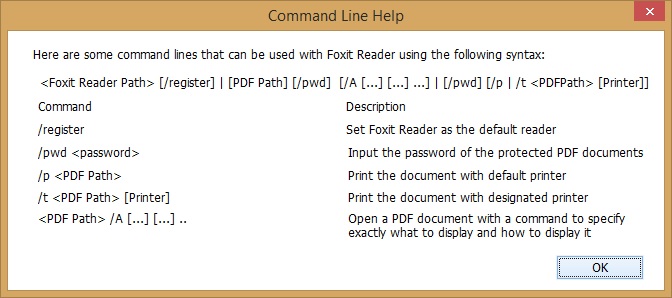 Command Line Help
Here are some command lines that can be used with Foxit Reader using the following syntax:
<Foxit Reader Path> [/register] | [PDF Path] [/pwd] [/A [...] [...] ...] | [/pwd] [/p | /t <PDFPath> [Printer]]
Command Description
/register Set Foxit Reader as the default reader
/pwd <password> Input the password of the protected PDF documents
/p <PDF Path> Print the document with default printer
/t <PDF Path> [Printer] Print the document with designated printer
<PDF Path> /A [...] [...] .. Open a PDF document with a command to specify
exactly what to display and how to display it
OK